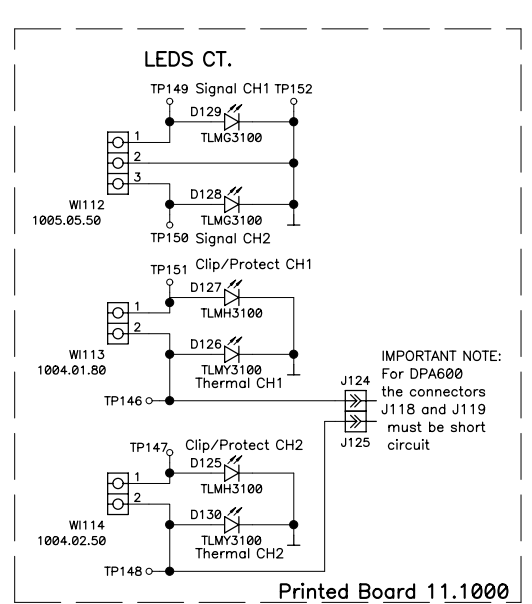 LEDS CT.
TP149 Signal CH1 TP152
D129
TLMG3100
1
2
3
WI112
1005.05.50
D128
TLMG3100
TP150 Signal CH2
TP151 Clip/Protect CH1
D127
TLMH3100
1
2
WI113
1004.01.80
D126
TLMY3100
Thermal CH1
TP146
J124
J125
IMPORTANT NOTE:
For DPA600
the connectors
J118 and J119
must be short
circuit
TP147 Clip/Protect CH2
D125
TLMH3100
1
2
WI114
1004.02.50
D130
TLMY3100
Thermal CH2
TP148
Printed Board 11.1000